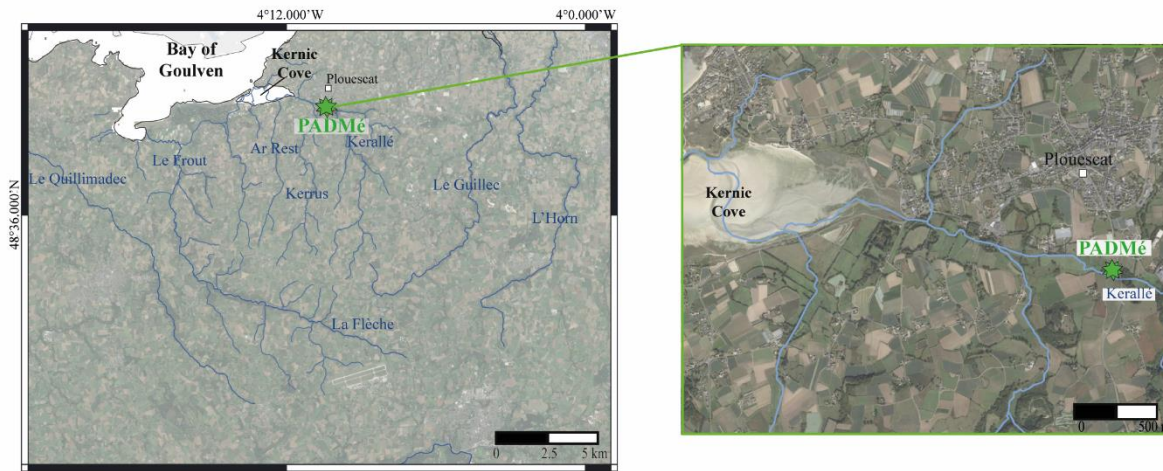 4°12.000'W
4°0.000'W
48°36.000'N
Bay of
Goulven
Kernic
Cove
Plouescat
PADMé
Le Frout
Ar Rest
Kerallé
Le Quillimadec
Kerrus
Le Guillec
L'Horn
La Flèche
0 2.5 5 km
Plouescat
Kernic
Cove
PADMé
Kerallé
0 500